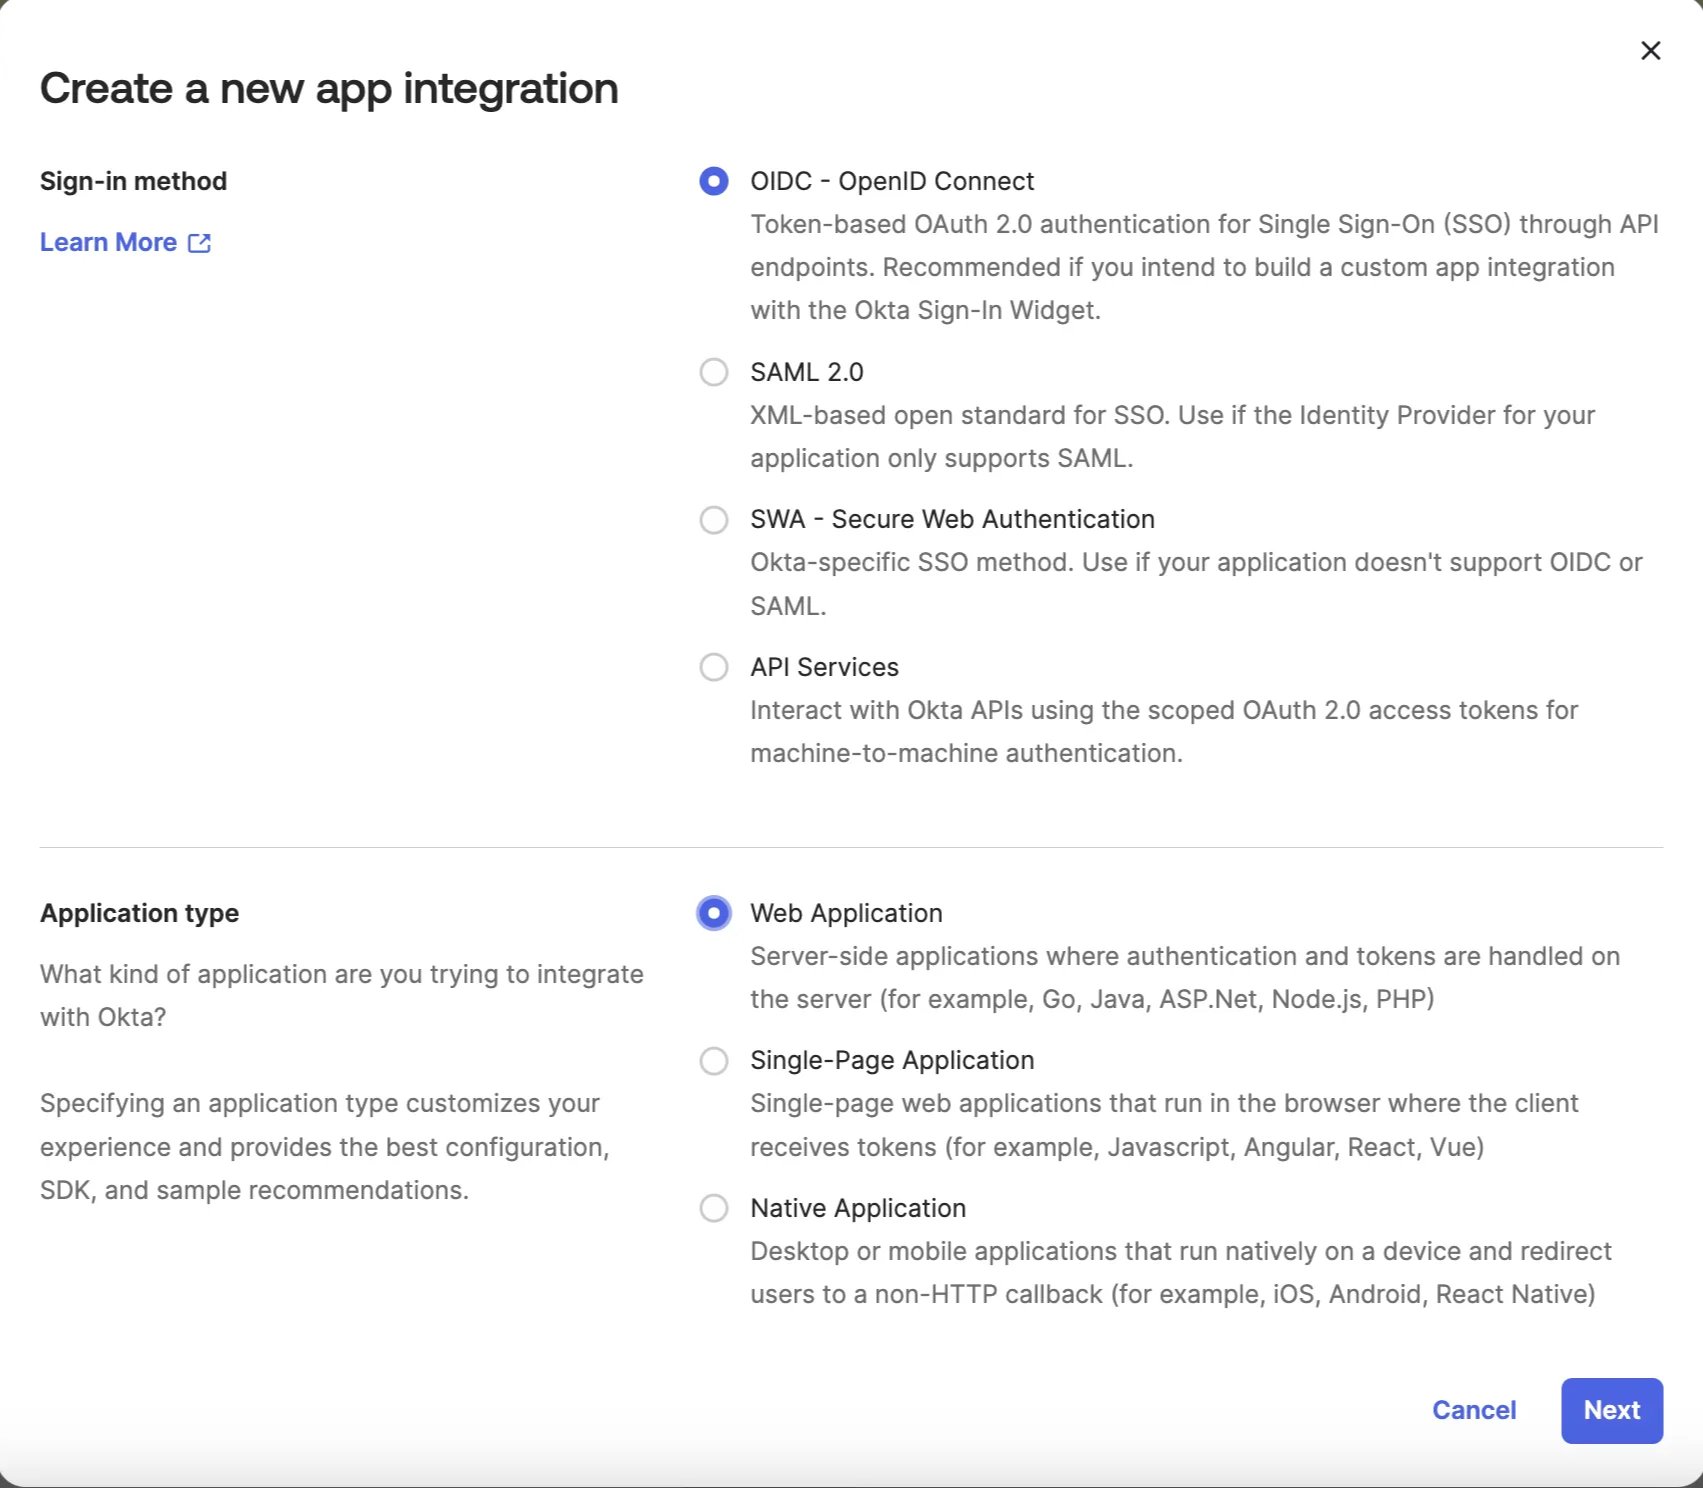 Create a new app integration
Sign-in method
Learn More
OIDC - OpenID Connect
Token-based OAuth 2.0 authentication for Single Sign-On (SSO) through API
endpoints. Recommended if you intend to build a custom app integration
with the Okta Sign-In Widget.
SAML 2.0
XML-based open standard for SSO. Use if the Identity Provider for your
application only supports SAML.
SWA - Secure Web Authentication
Okta-specific SSO method. Use if your application doesn't support OIDC or
SAML.
API Services
Interact with Okta APIs using the scoped OAuth 2.0 access tokens for
machine-to-machine authentication.
Application type
What kind of application are you trying to integrate
with Okta?
Specifying an application type customizes your
experience and provides the best configuration,
SDK, and sample recommendations.
Web Application
Server-side applications where authentication and tokens are handled on
the server (for example, Go, Java, ASP.Net, Node.js, PHP)
Single-Page Application
Single-page web applications that run in the browser where the client
receives tokens (for example, Javascript, Angular, React, Vue)
Native Application
Desktop or mobile applications that run natively on a device and redirect
users to a non-HTTP callback (for example, iOS, Android, React Native)
Cancel
Next